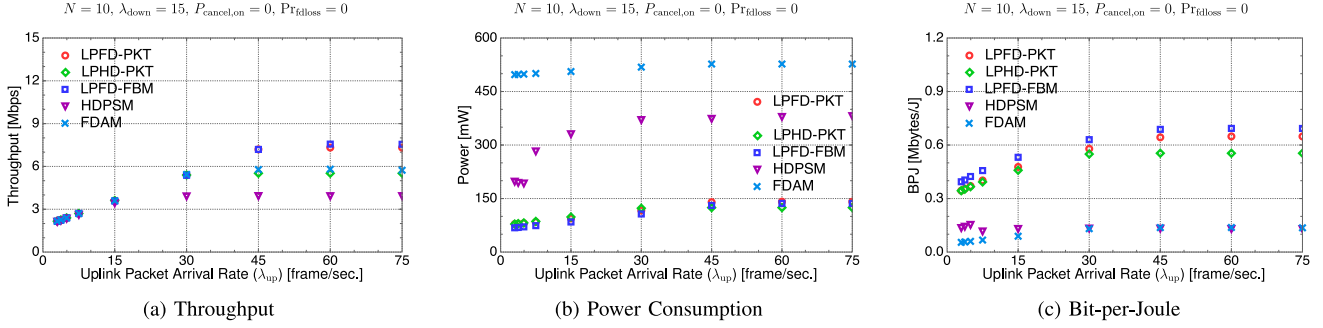 N = 10, λdown = 15, Pcancel,on = 0, Prfdloss = 0
Throughput [Mbps]
15
12
9
6
3
0
LPFD-PKT
LPHD-PKT
LPFD-FBM
HDPSM
FDAM
0 15 30 45 60 75
Uplink Packet Arrival Rate (λup) [frame/sec.]
(a) Throughput
N = 10, λdown = 15, Pcancel,on = 0, Prfdloss = 0
Power [mW]
600
450
300
150
0
LPFD-PKT
LPHD-PKT
LPFD-FBM
HDPSM
FDAM
0 15 30 45 60 75
Uplink Packet Arrival Rate (λup) [frame/sec.]
(b) Power Consumption
N = 10, λdown = 15, Pcancel,on = 0, Prfdloss = 0
BPJ [Mbytes/J]
1.2
0.9
0.6
0.3
0.0
LPFD-PKT
LPHD-PKT
LPFD-FBM
HDPSM
FDAM
0 15 30 45 60 75
Uplink Packet Arrival Rate (λup) [frame/sec.]
(c) Bit-per-Joule